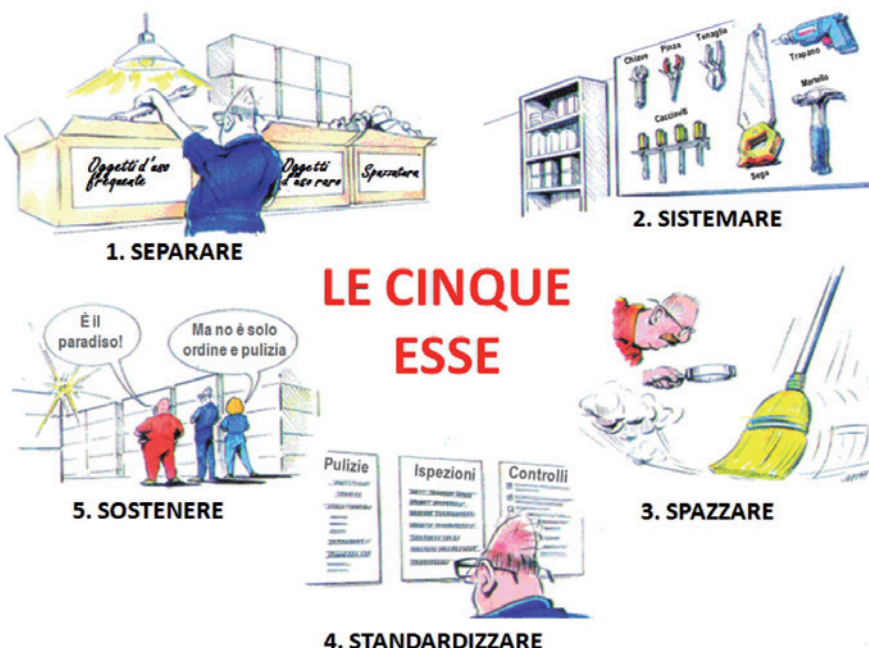 Oggetti d'uso
frequente
Oggetti
d'uso raro
Spazzatura
1. SEPARARE
Chiave
Pinza
Tenaglia
Trapano
Cacciaviti
Martello
Sega
2. SISTEMARE
LE CINQUE
ESSE
È il
paradiso!
Ma no è solo
ordine e pulizia
5. SOSTENERE
3. SPAZZARE
Pulizie
Ispezioni
Controlli
4. STANDARDIZZARE